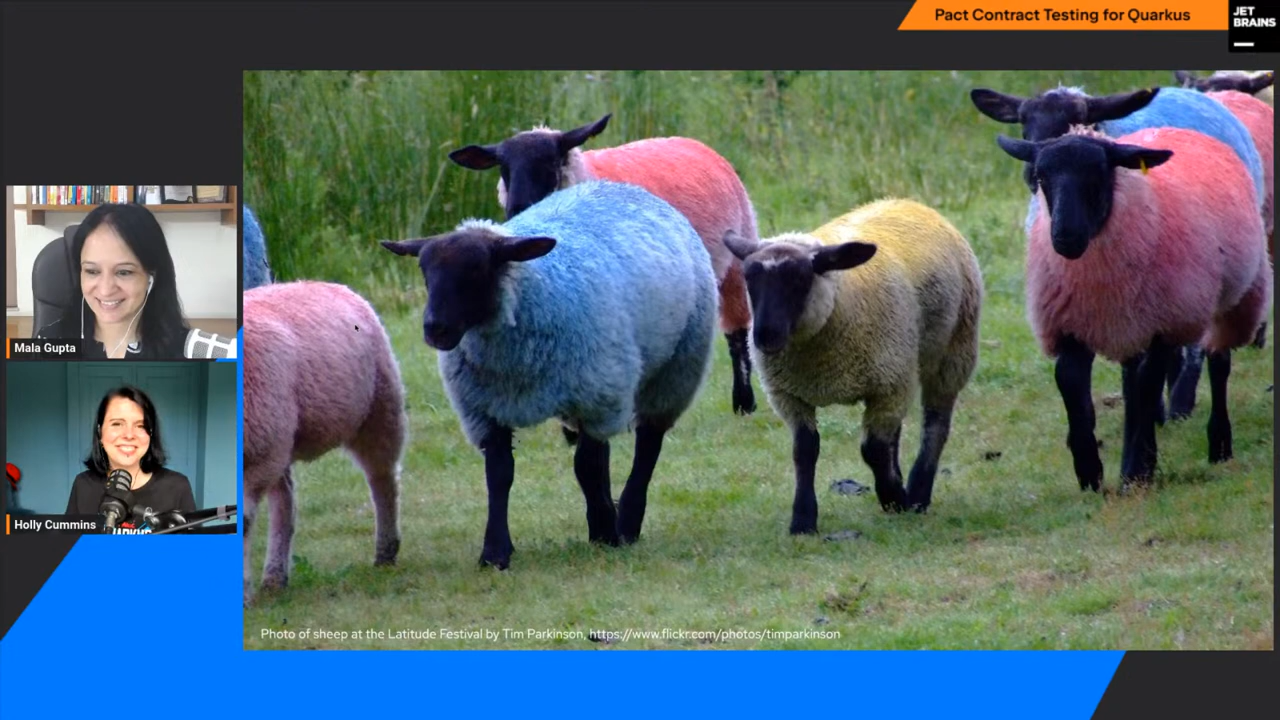 Pact Contract Testing for Quarkus
JET
BRAINS
Mala Gupta
Holly Cummins
Photo of sheep at the Latitude Festival by Tim Parkinson, https://www.flickr.com/photos/timparkinson